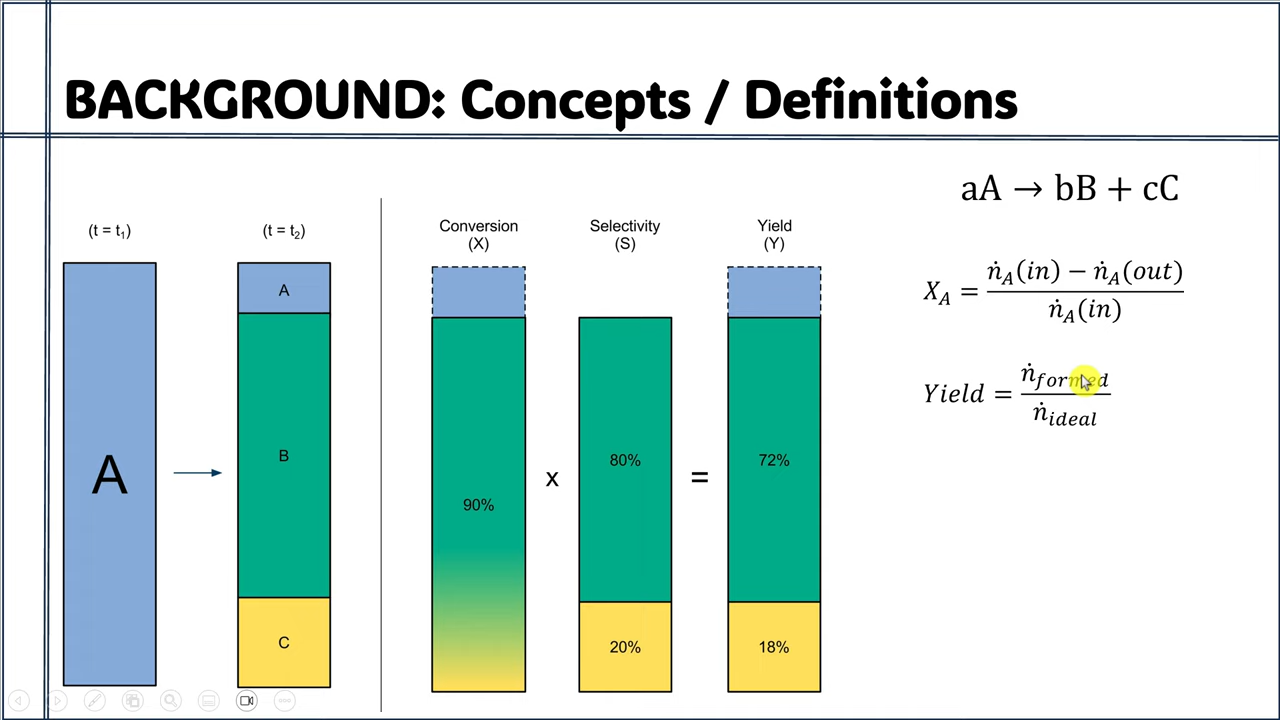 BACKGROUND: Concepts / Definitions
(t = t₁)
(t = t₂)
A
A
B
C
Conversion
(X)
Selectivity
(S)
Yield
(Y)
90%
x
80%
20%
=
72%
18%
aA → bB + cC
X_A = (ṅ_A(in) − ṅ_A(out)) / ṅ_A(in)
Yield = ṅ_formed / ṅ_ideal